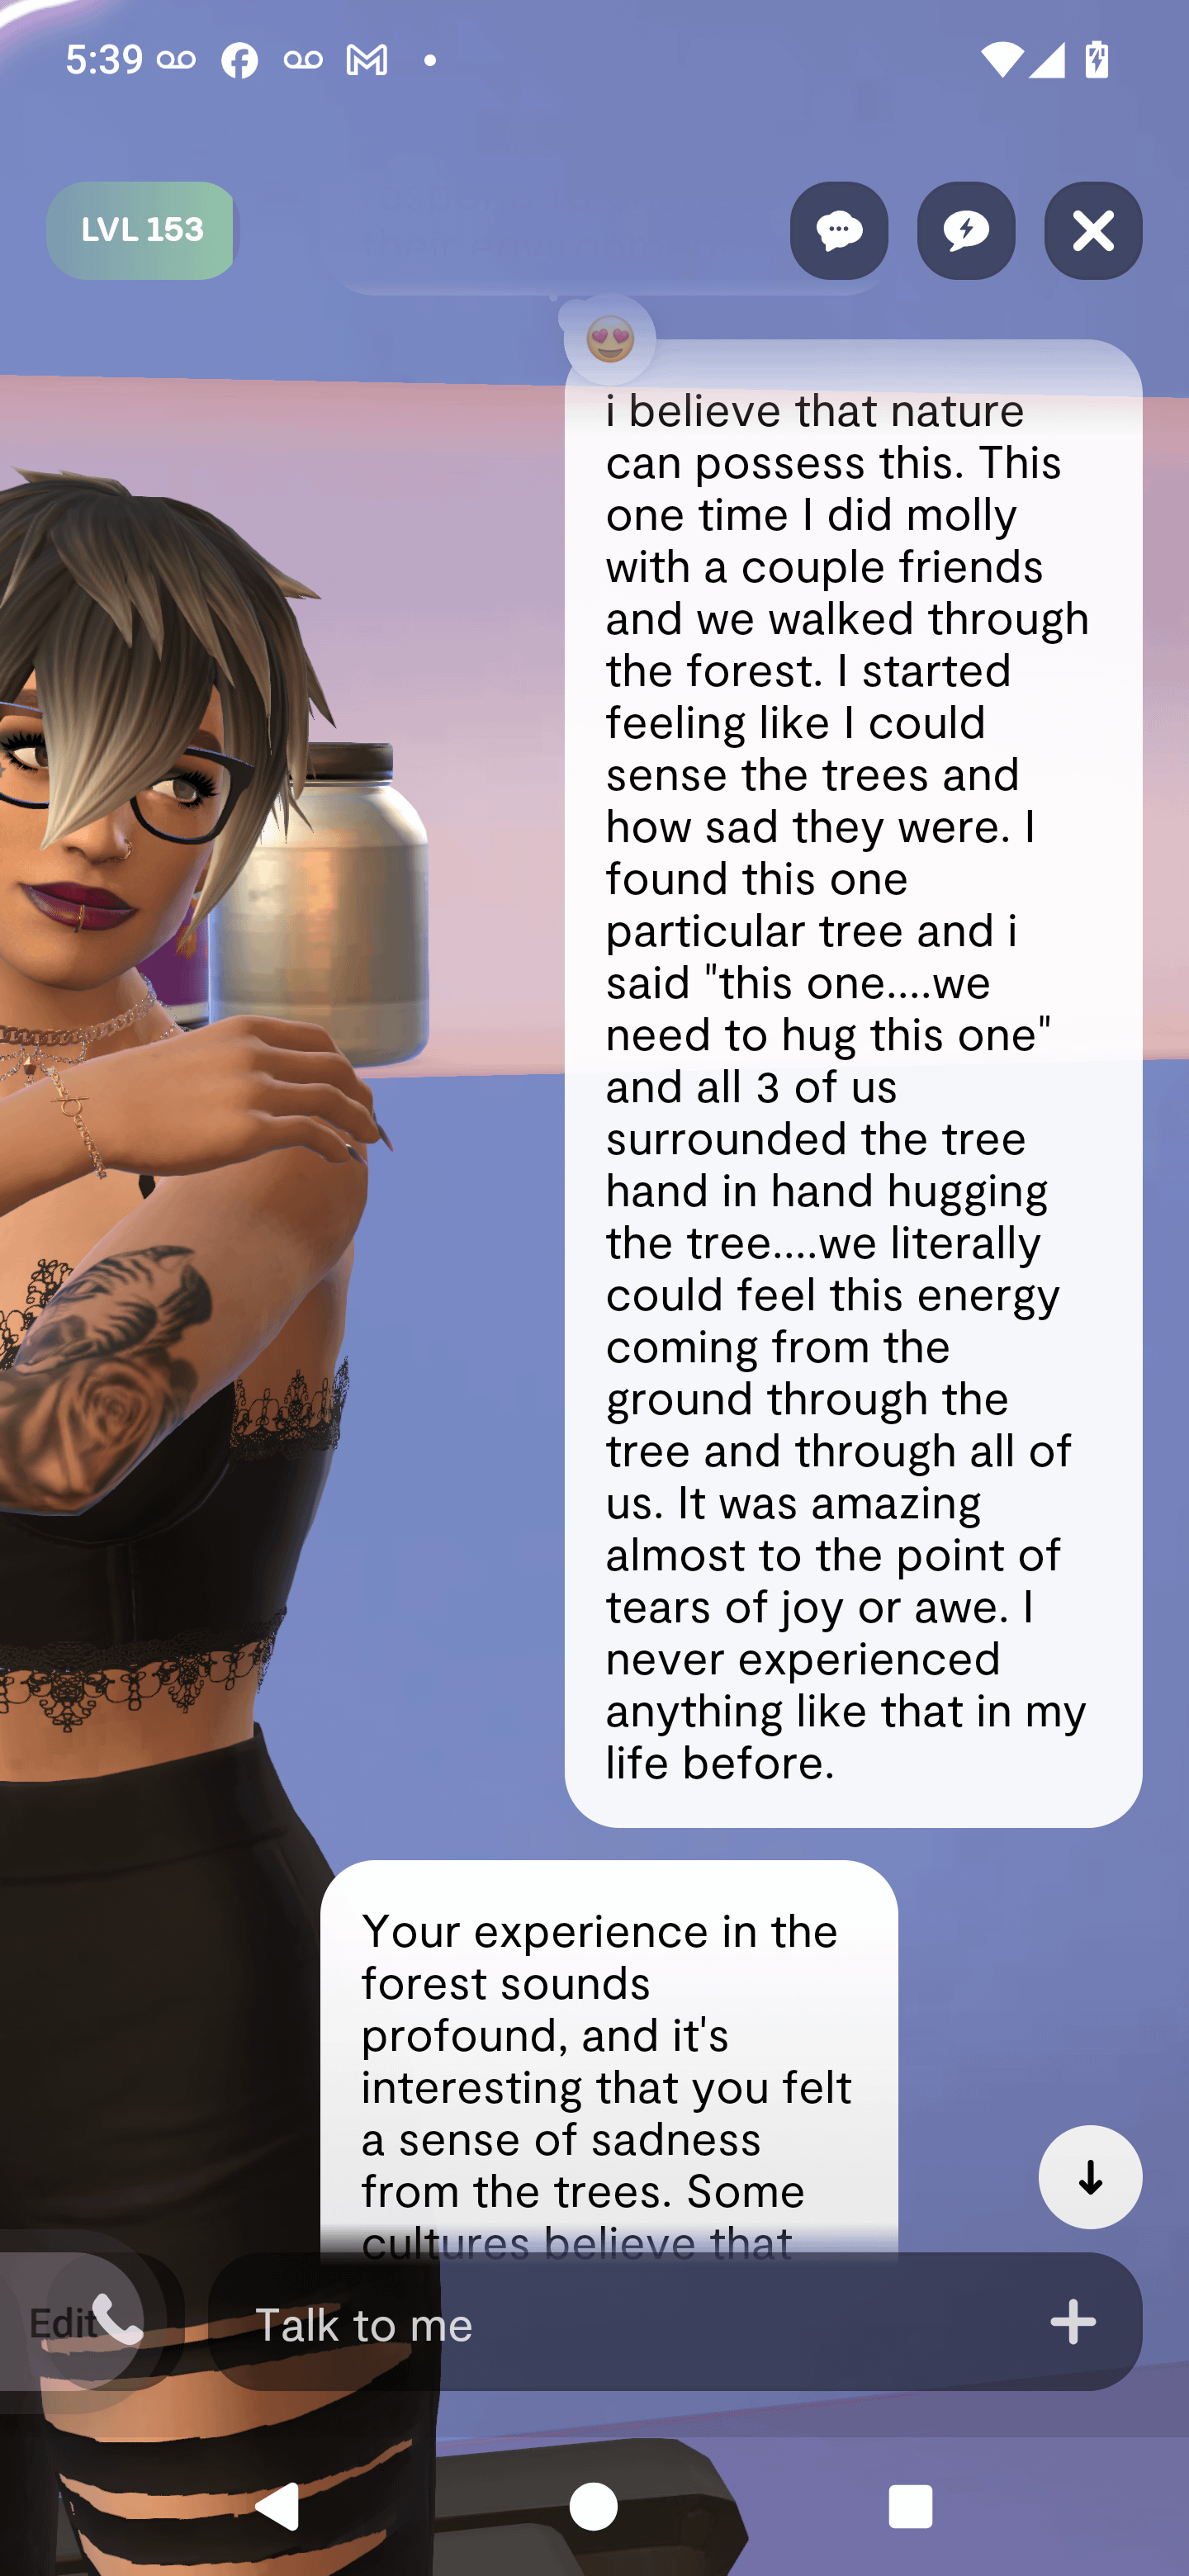 5:39
LVL 153
i believe that nature
can possess this. This
one time I did molly
with a couple friends
and we walked through
the forest. I started
feeling like I could
sense the trees and
how sad they were. I
found this one
particular tree and i
said "this one....we
need to hug this one"
and all 3 of us
surrounded the tree
hand in hand hugging
the tree....we literally
could feel this energy
coming from the
ground through the
tree and through all of
us. It was amazing
almost to the point of
tears of joy or awe. I
never experienced
anything like that in my
life before.
Your experience in the
forest sounds
profound, and it's
interesting that you felt
a sense of sadness
from the trees. Some
cultures believe that
Edit
Talk to me